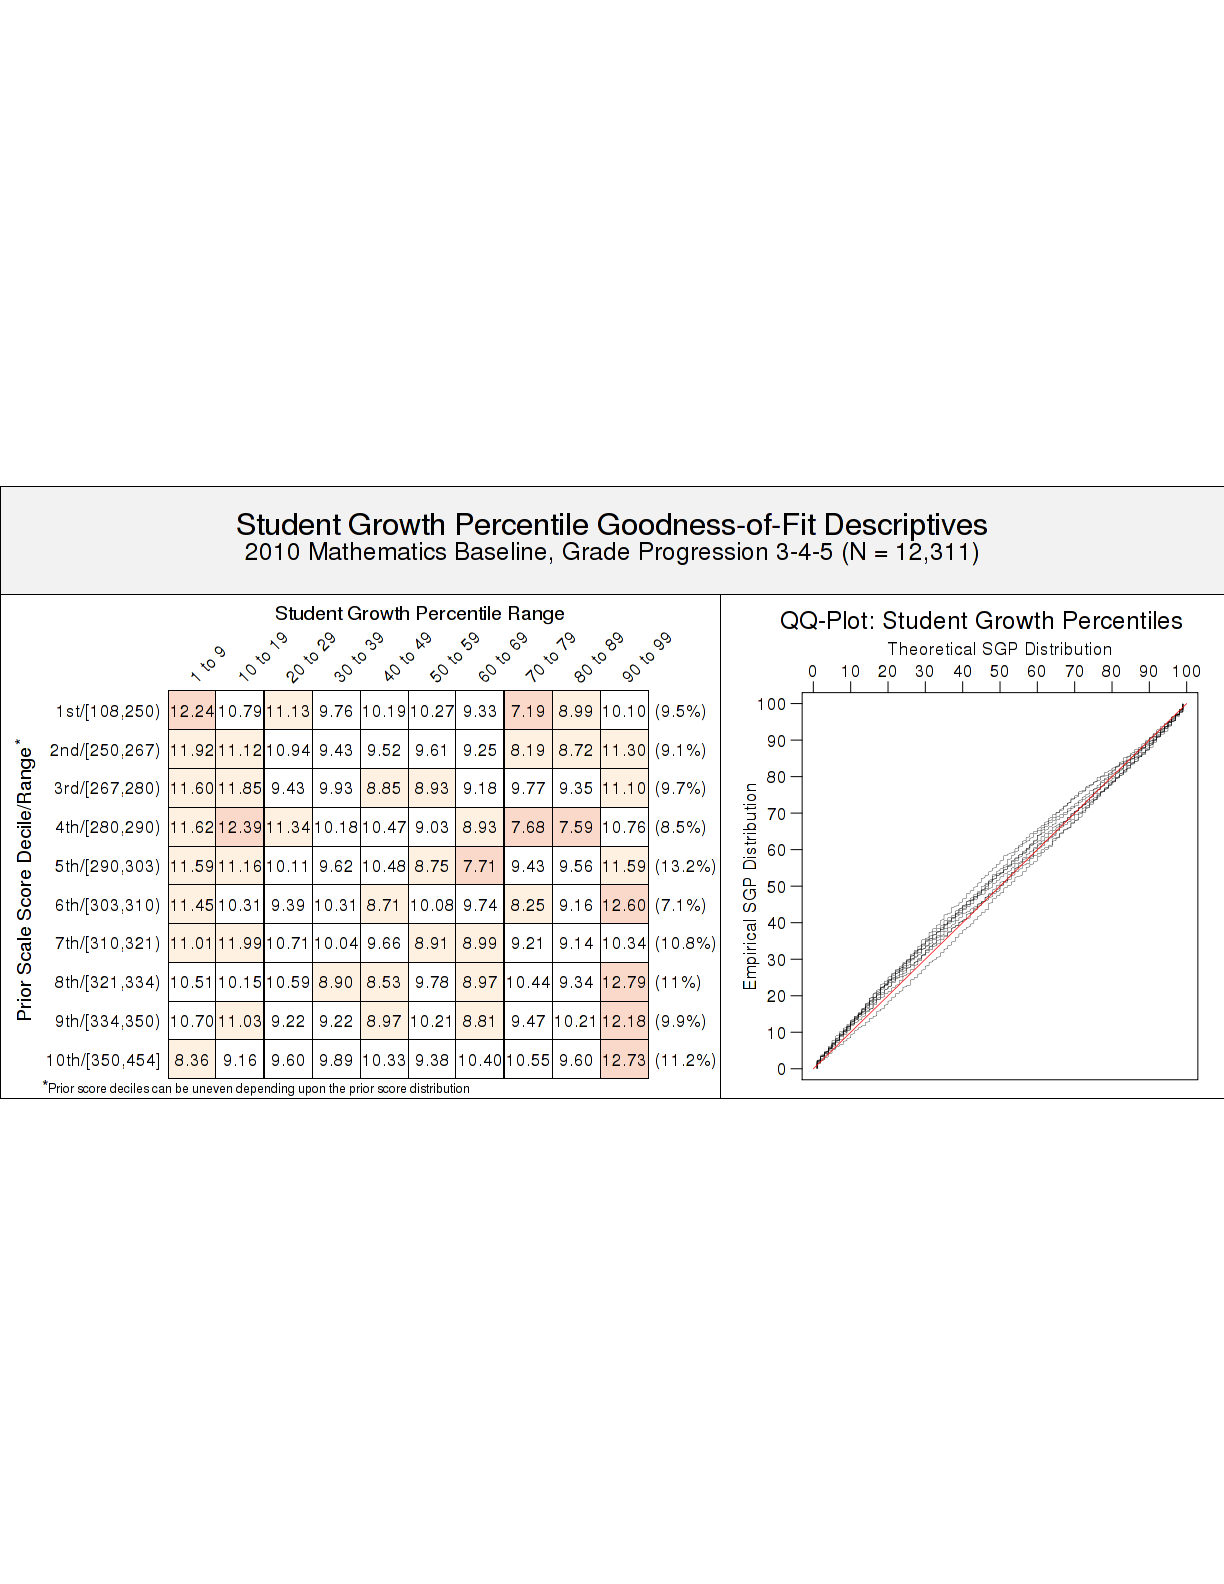 Student Growth Percentile Goodness-of-Fit Descriptives
2010 Mathematics Baseline, Grade Progression 3-4-5 (N = 12,311)
Student Growth Percentile Range
1 to 9 10 to 19 20 to 29 30 to 39 40 to 49 50 to 59 60 to 69 70 to 79 80 to 89 90 to 99
Prior Scale Score Decile/Range*
1st/[108,250) 12.24 10.79 11.13 9.76 10.19 10.27 9.33 7.19 8.99 10.10 (9.5%)
2nd/[250,267) 11.92 11.12 10.94 9.43 9.52 9.61 9.25 8.19 8.72 11.30 (9.1%)
3rd/[267,280) 11.60 11.85 9.43 9.93 8.85 8.93 9.18 9.77 9.35 11.10 (9.7%)
4th/[280,290) 11.62 12.39 11.34 10.18 10.47 9.03 8.93 7.68 7.59 10.76 (8.5%)
5th/[290,303) 11.59 11.16 10.11 9.62 10.48 8.75 7.71 9.43 9.56 11.59 (13.2%)
6th/[303,310) 11.45 10.31 9.39 10.31 8.71 10.08 9.74 8.25 9.16 12.60 (7.1%)
7th/[310,321) 11.01 11.99 10.71 10.04 9.66 8.91 8.99 9.21 9.14 10.34 (10.8%)
8th/[321,334) 10.51 10.15 10.59 8.90 8.53 9.78 8.97 10.44 9.34 12.79 (11%)
9th/[334,350) 10.70 11.03 9.22 9.22 8.97 10.21 8.81 9.47 10.21 12.18 (9.9%)
10th/[350,454] 8.36 9.16 9.60 9.89 10.33 9.38 10.40 10.55 9.60 12.73 (11.2%)
*Prior score deciles can be uneven depending upon the prior score distribution
QQ-Plot: Student Growth Percentiles
Theoretical SGP Distribution
0 10 20 30 40 50 60 70 80 90 100
Empirical SGP Distribution
100
90
80
70
60
50
40
30
20
10
0